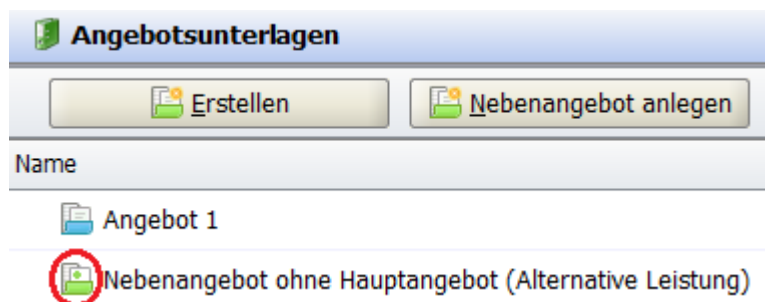 Angebotsunterlagen
Erstellen Nebenangebot anlegen
Name
Angebot 1
Nebenangebot ohne Hauptangebot (Alternative Leistung)